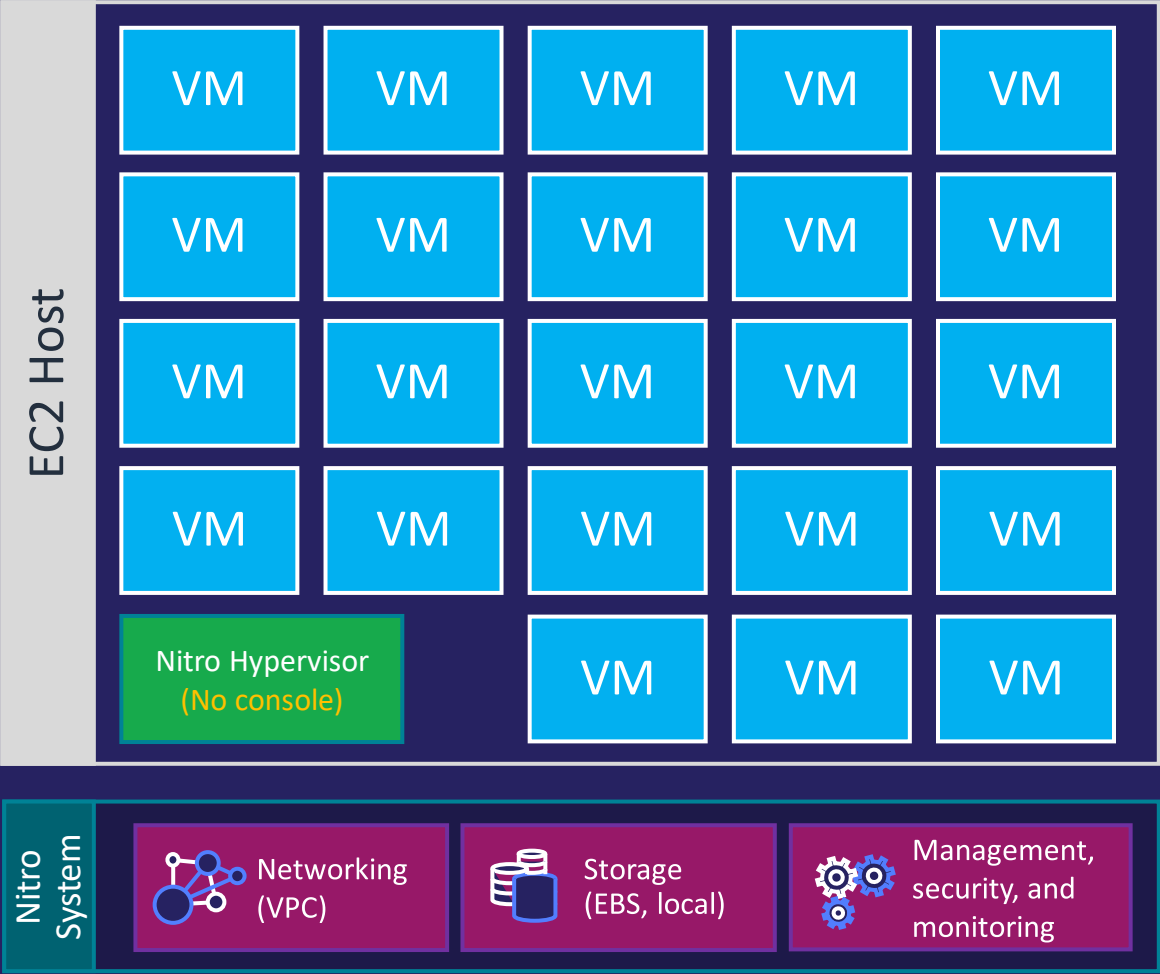 EC2 Host
VM VM VM VM VM
VM VM VM VM VM
VM VM VM VM VM
VM VM VM VM VM
Nitro Hypervisor
(No console)
VM VM VM
Nitro
System
Networking
(VPC)
Storage
(EBS, local)
Management,
security, and
monitoring